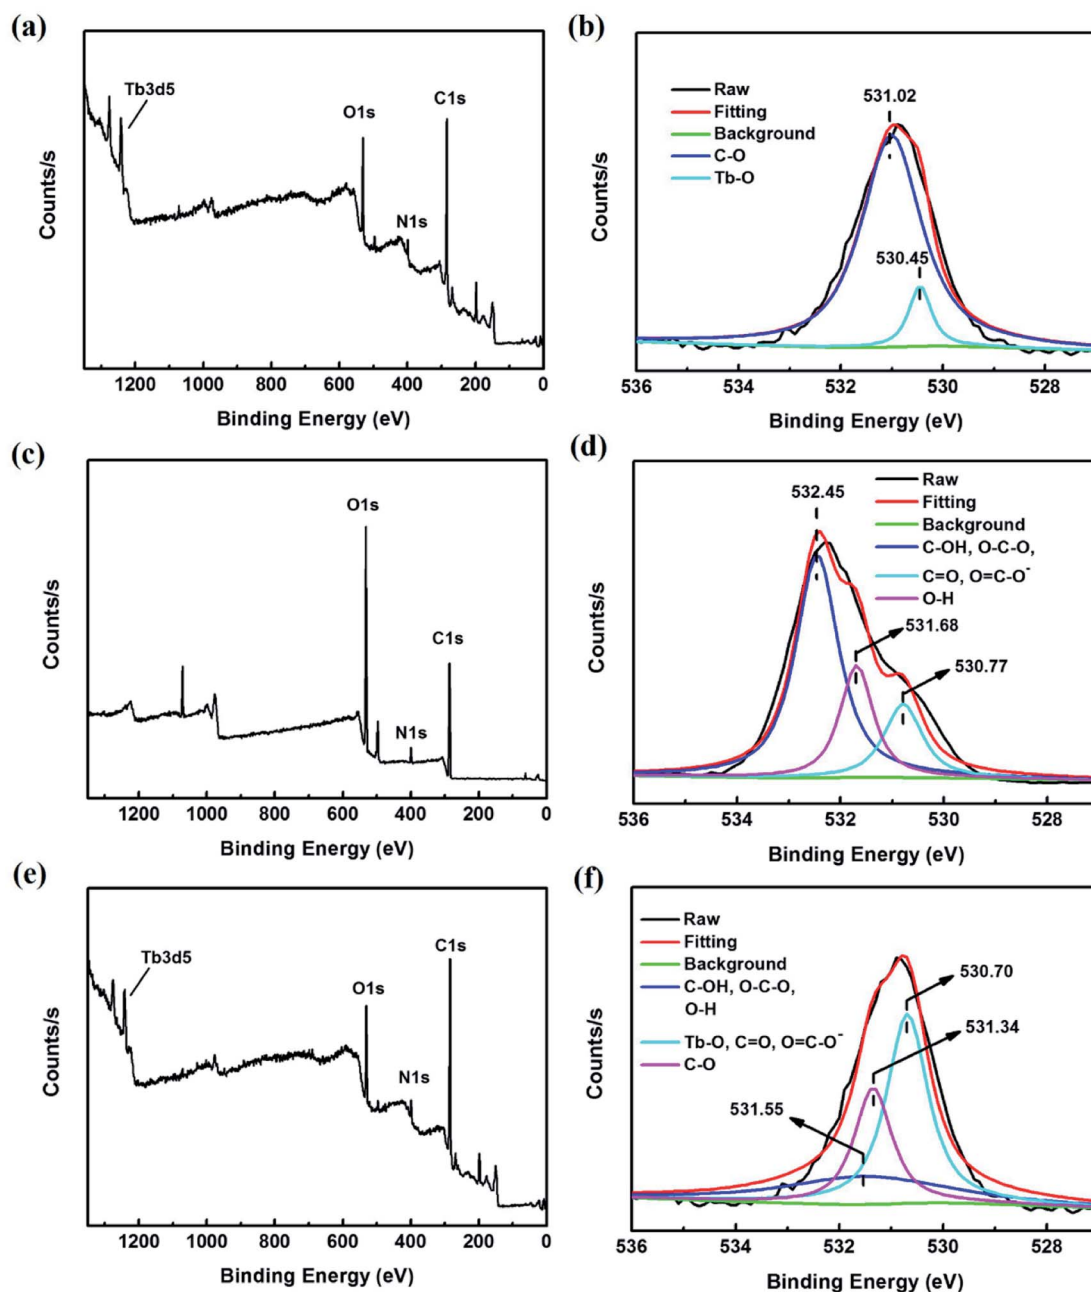 (a)
Tb3d5
O1s
C1s
N1s
Counts/s
1200 1000 800 600 400 200 0
Binding Energy (eV)
(b)
Raw
Fitting
Background
C-O
Tb-O
531.02
530.45
Counts/s
536 534 532 530 528
Binding Energy (eV)
(c)
O1s
C1s
N1s
Counts/s
1200 1000 800 600 400 200 0
Binding Energy (eV)
(d)
532.45
Raw
Fitting
Background
C-OH, O-C-O,
C=O, O=C-O⁻
O-H
531.68
530.77
Counts/s
536 534 532 530 528
Binding Energy (eV)
(e)
Tb3d5
O1s
C1s
N1s
Counts/s
1200 1000 800 600 400 200 0
Binding Energy (eV)
(f)
Raw
Fitting
Background
C-OH, O-C-O,
O-H
Tb-O, C=O, O=C-O⁻
C-O
530.70
531.34
531.55
Counts/s
536 534 532 530 528
Binding Energy (eV)